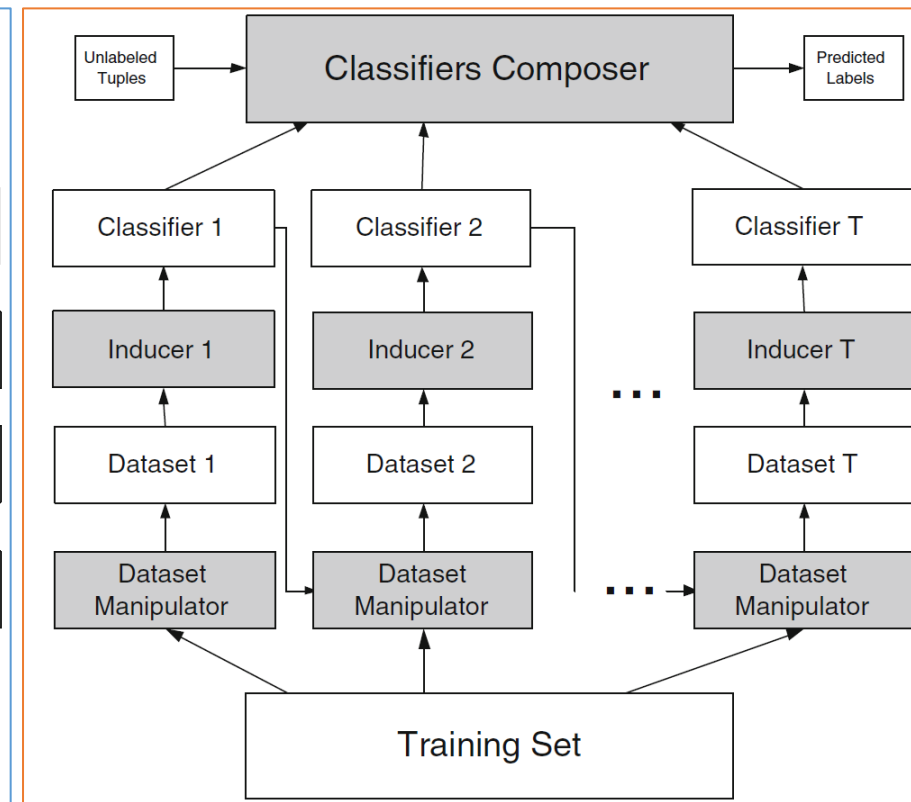 Unlabeled
Tuples
Classifiers Composer
Predicted
Labels
Classifier 1
Classifier 2
Classifier T
Inducer 1
Inducer 2
Inducer T
...
Dataset 1
Dataset 2
Dataset T
Dataset
Manipulator
Dataset
Manipulator
...
Dataset
Manipulator
Training Set